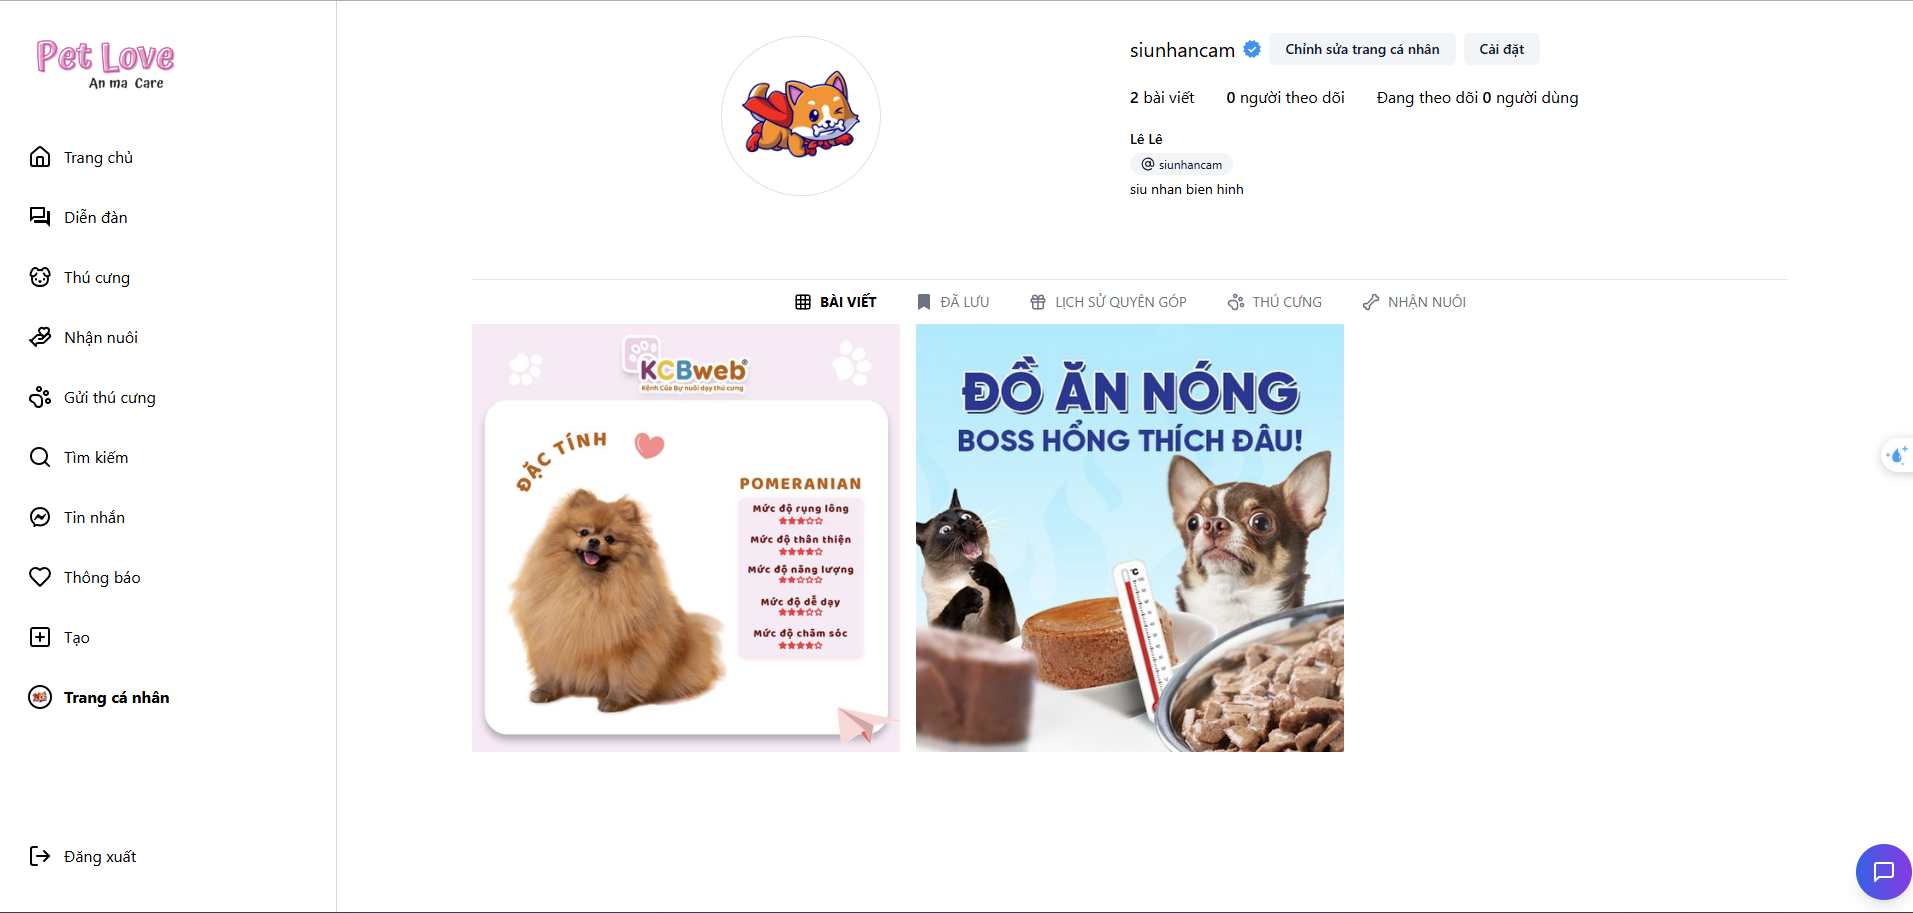 Pet Love
An ma Care
Trang chủ
Diễn đàn
Thú cưng
Nhận nuôi
Gửi thú cưng
Tìm kiếm
Tin nhắn
Thông báo
Tạo
Trang cá nhân
Đăng xuất
siunhancam
Chỉnh sửa trang cá nhân
Cài đặt
2 bài viết
0 người theo dõi
Đang theo dõi 0 người dùng
Lê Lê
@ siunhancam
siu nhan bien hinh
BÀI VIẾT
ĐÃ LƯU
LỊCH SỬ QUYÊN GÓP
THÚ CƯNG
NHẬN NUÔI
KCBweb®
Kênh Của Bự nuôi dạy thú cưng
ĐẶC TÍNH
POMERANIAN
Mức độ rụng lông
Mức độ thân thiện
Mức độ năng lượng
Mức độ dễ dạy
Mức độ chăm sóc
ĐỒ ĂN NÓNG
BOSS HỔNG THÍCH ĐÂU!
°C